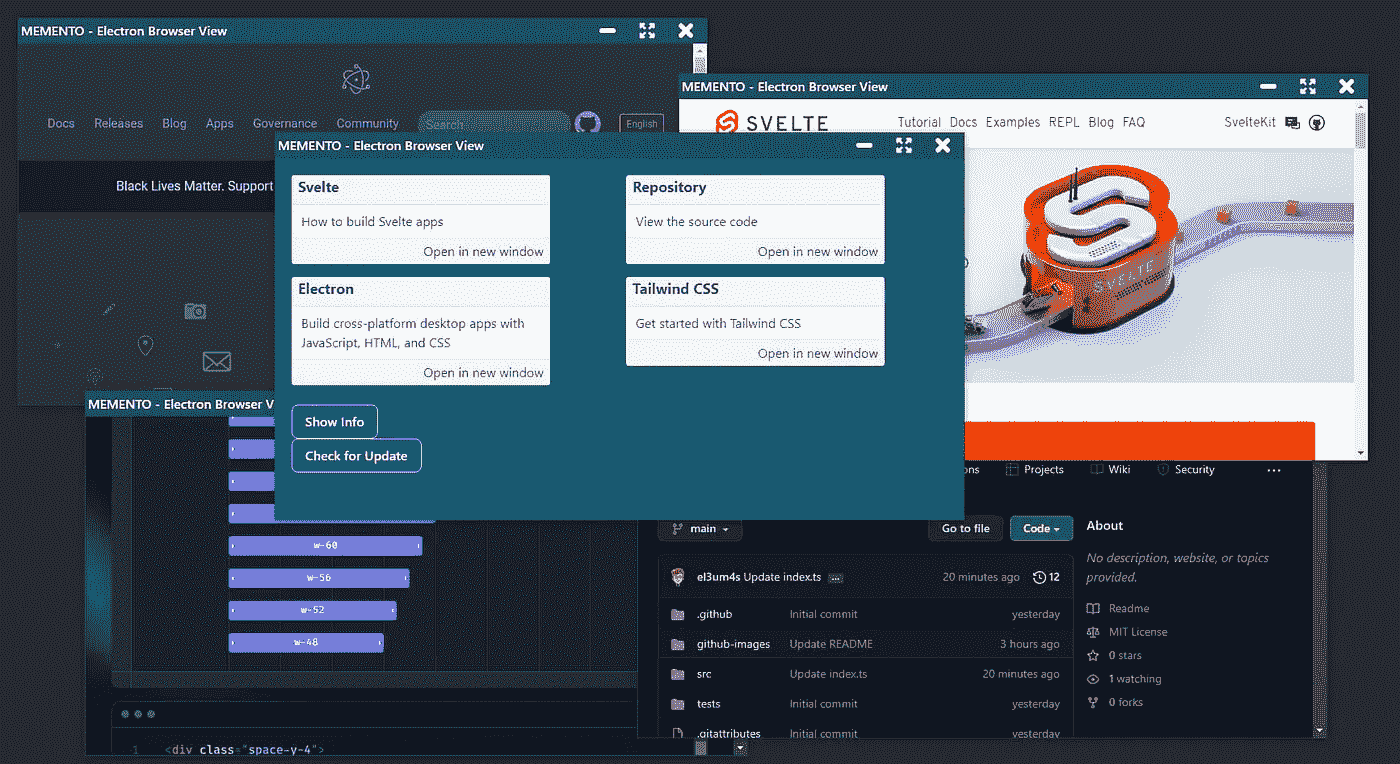 MEMENTO - Electron Browser View
Docs Releases Blog Apps Governance Community Search English
Black Lives Matter. Support
MEMENTO - Electron Browser View
SVELTE Tutorial Docs Examples REPL Blog FAQ SvelteKit
SVELTE
MEMENTO - Electron Browser View
Svelte
How to build Svelte apps
Open in new window
Repository
View the source code
Open in new window
Electron
Build cross-platform desktop apps with
JavaScript, HTML, and CSS
Open in new window
Tailwind CSS
Get started with Tailwind CSS
Open in new window
Show Info
Check for Update
MEMENTO - Electron Browser V
w-60
w-56
w-52
w-48
1 <div class="space-y-4">
ons Projects Wiki Security ...
main Go to file Code
el3um4s Update index.ts ... 20 minutes ago 12
.github Initial commit yesterday
github-images Update README 3 hours ago
src Update index.ts 20 minutes ago
tests Initial commit yesterday
.gitattributes Initial commit yesterday
About
No description, website, or topics
provided.
Readme
MIT License
0 stars
1 watching
0 forks